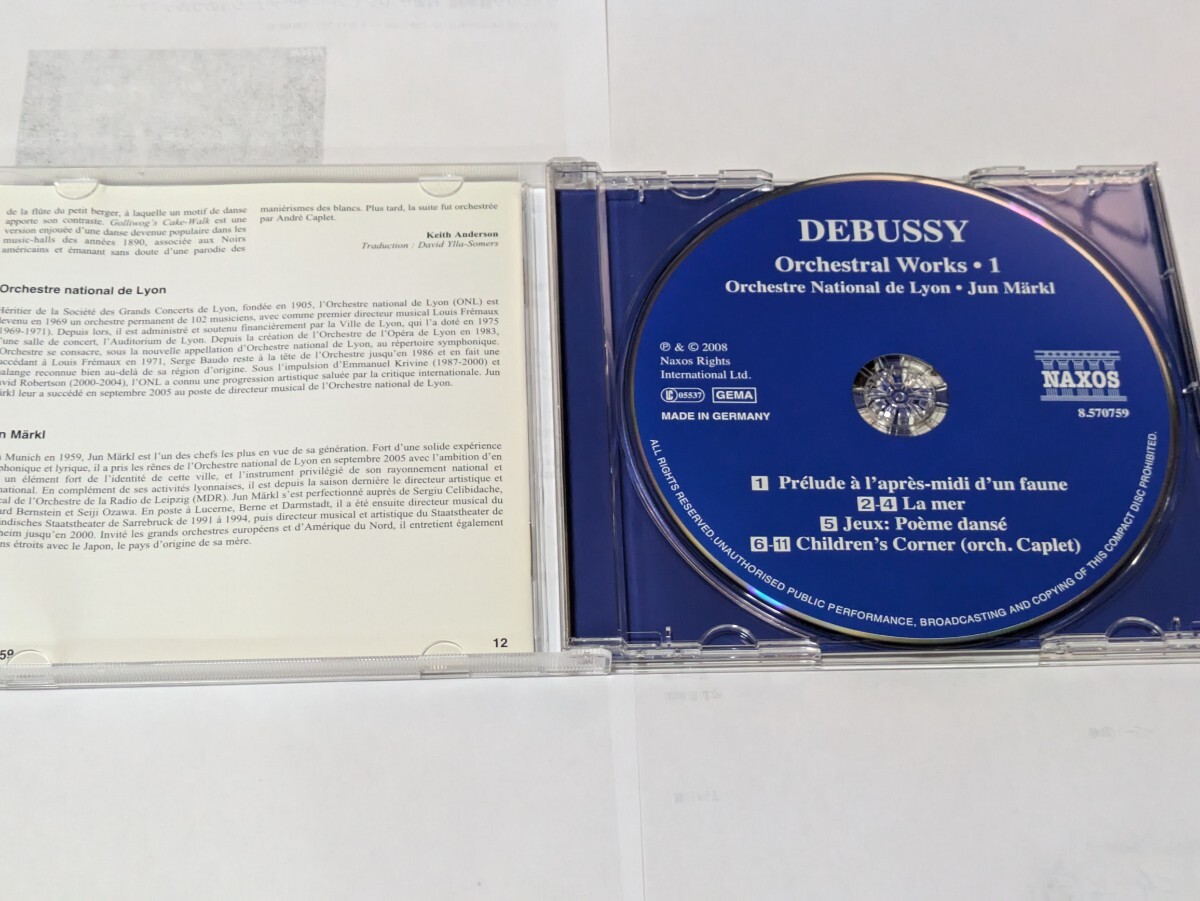 de la flûte du petit berger, à laquelle un motif de danse
apporte son contraste. Golliwog's Cake-Walk est une
version enjouée d'une danse devenue populaire dans les
music-halls des années 1890, associée aux Noirs
américains et émanant sans doute d'une parodie des
maniérismes des blancs. Plus tard, la suite fut orchestrée
par André Caplet.
Keith Anderson
Traduction : David Ylla-Somers
Orchestre national de Lyon
Héritier de la Société des Grands Concerts de Lyon, fondée en 1905, l'Orchestre national de Lyon (ONL) est
devenu en 1969 un orchestre permanent de 102 musiciens, avec comme premier directeur musical Louis Frémaux
1969-1971). Depuis lors, il est administré et soutenu financièrement par la Ville de Lyon, qui l'a doté en 1975
'une salle de concert, l'Auditorium de Lyon. Depuis la création de l'Orchestre de l'Opéra de Lyon en 1983,
Orchestre se consacre, sous la nouvelle appellation d'Orchestre national de Lyon, au répertoire symphonique.
ccédant à Louis Frémaux en 1971, Serge Baudo reste à la tête de l'Orchestre jusqu'en 1986 et en fait une
alange reconnue bien au-delà de sa région d'origine. Sous l'impulsion d'Emmanuel Krivine (1987-2000) et
avid Robertson (2000-2004), l'ONL a connu une progression artistique saluée par la critique internationale. Jun
ärkl leur a succédé en septembre 2005 au poste de directeur musical de l'Orchestre national de Lyon.
n Märkl
à Munich en 1959, Jun Märkl est l'un des chefs les plus en vue de sa génération. Fort d'une solide expérience
phonique et lyrique, il a pris les rênes de l'Orchestre national de Lyon en septembre 2005 avec l'ambition d'en
un élément fort de l'identité de cette ville, et l'instrument privilégié de son rayonnement national et
national. En complément de ses activités lyonnaises, il est depuis la saison dernière le directeur artistique et
cal de l'Orchestre de la Radio de Leipzig (MDR). Jun Märkl s'est perfectionné auprès de Sergiu Celibidache,
ard Bernstein et Seiji Ozawa. En poste à Lucerne, Berne et Darmstadt, il a été ensuite directeur musical du
ändisches Staatstheater de Sarrebruck de 1991 à 1994, puis directeur musical et artistique du Staatstheater de
heim jusqu'en 2000. Invité les grands orchestres européens et d'Amérique du Nord, il entretient également
ens étroits avec le Japon, le pays d'origine de sa mère.
59
12
DEBUSSY
Orchestral Works • 1
Orchestre National de Lyon • Jun Märkl
℗ & © 2008
Naxos Rights
International Ltd.
LC 05537 GEMA
MADE IN GERMANY
NAXOS
8.570759
1 Prélude à l'après-midi d'un faune
2-4 La mer
5 Jeux: Poème dansé
6-11 Children's Corner (orch. Caplet)
ALL RIGHTS RESERVED. UNAUTHORISED PUBLIC PERFORMANCE, BROADCASTING AND COPYING OF THIS COMPACT DISC PROHIBITED.